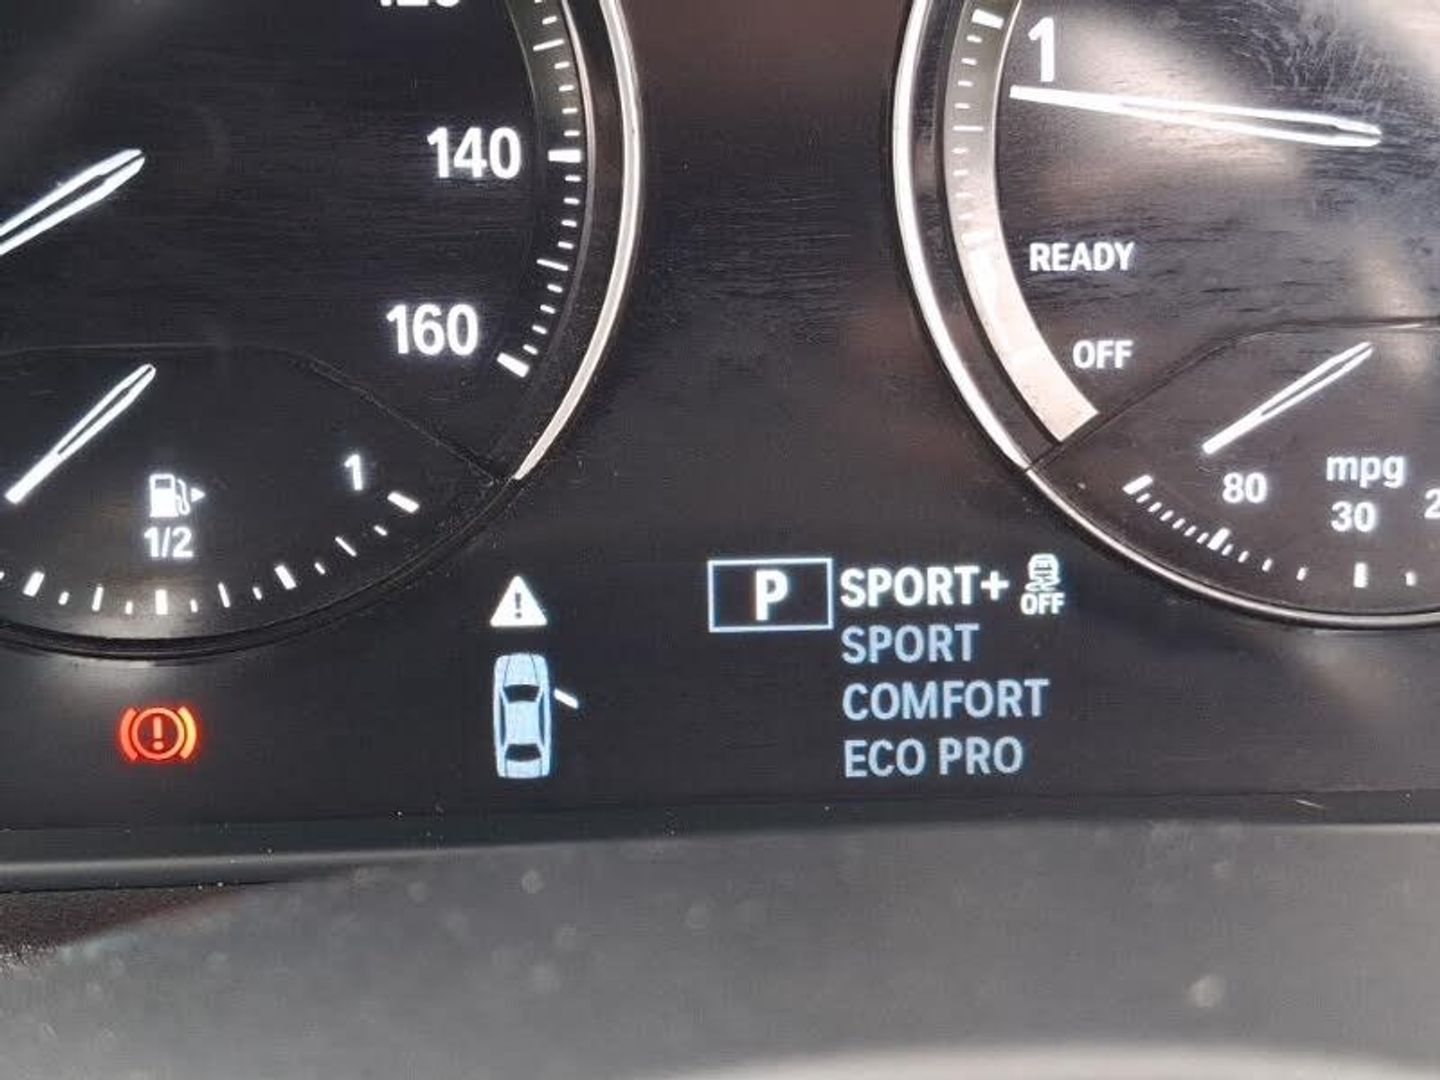 140
160
1
1/2
1
READY
OFF
80
mpg
30
P
SPORT+
OFF
SPORT
COMFORT
ECO PRO